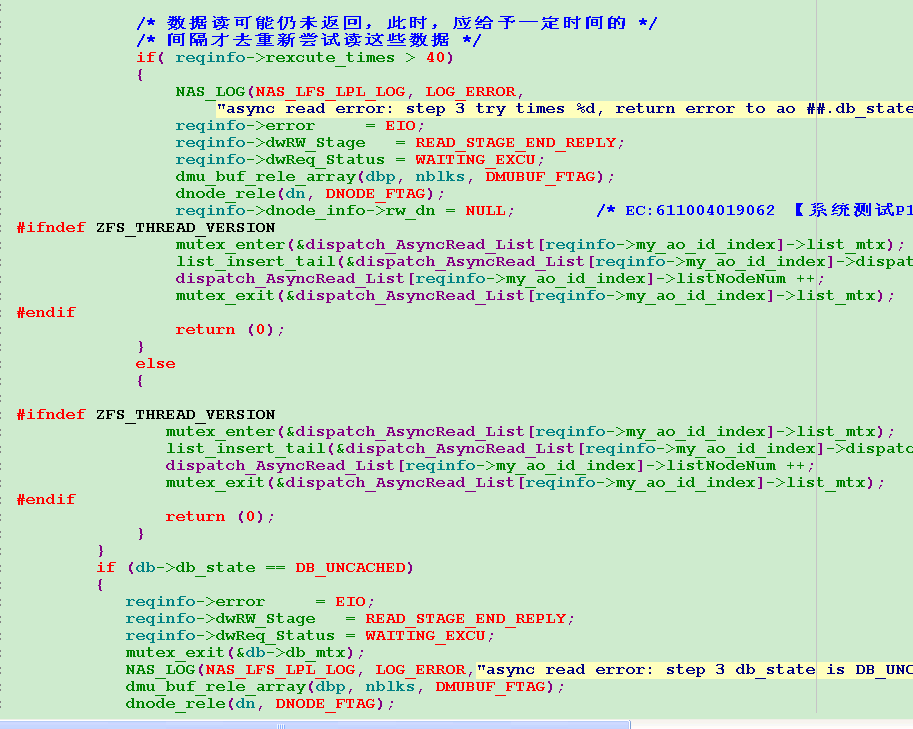 /* 数据读可能仍未返回，此时，应给予一定时间的 */
/* 间隔才去重新尝试读这些数据 */
if( reqinfo->rexcute_times > 40)
{
NAS_LOG(NAS_LFS_LPL_LOG, LOG_ERROR,
"async read error: step 3 try times %d, return error to ao ##.db_state
reqinfo->error     = EIO;
reqinfo->dwRW_Stage   = READ_STAGE_END_REPLY;
reqinfo->dwReq_Status = WAITING_EXCU;
dmu_buf_rele_array(dbp, nblks, DMUBUF_FTAG);
dnode_rele(dn, DNODE_FTAG);
reqinfo->dnode_info->rw_dn = NULL;        /* EC:611004019062 【系统测试P1
#ifndef ZFS_THREAD_VERSION
mutex_enter(&dispatch_AsyncRead_List[reqinfo->my_ao_id_index]->list_mtx);
list_insert_tail(&dispatch_AsyncRead_List[reqinfo->my_ao_id_index]->dispat
dispatch_AsyncRead_List[reqinfo->my_ao_id_index]->listNodeNum ++;
mutex_exit(&dispatch_AsyncRead_List[reqinfo->my_ao_id_index]->list_mtx);
#endif
return (0);
}
else
{
#ifndef ZFS_THREAD_VERSION
mutex_enter(&dispatch_AsyncRead_List[reqinfo->my_ao_id_index]->list_mtx);
list_insert_tail(&dispatch_AsyncRead_List[reqinfo->my_ao_id_index]->dispatc
dispatch_AsyncRead_List[reqinfo->my_ao_id_index]->listNodeNum ++;
mutex_exit(&dispatch_AsyncRead_List[reqinfo->my_ao_id_index]->list_mtx);
#endif
return (0);
}
}
if (db->db_state == DB_UNCACHED)
{
reqinfo->error     = EIO;
reqinfo->dwRW_Stage   = READ_STAGE_END_REPLY;
reqinfo->dwReq_Status = WAITING_EXCU;
mutex_exit(&db->db_mtx);
NAS_LOG(NAS_LFS_LPL_LOG, LOG_ERROR,"async read error: step 3 db_state is DB_UNC
dmu_buf_rele_array(dbp, nblks, DMUBUF_FTAG);
dnode_rele(dn, DNODE_FTAG);